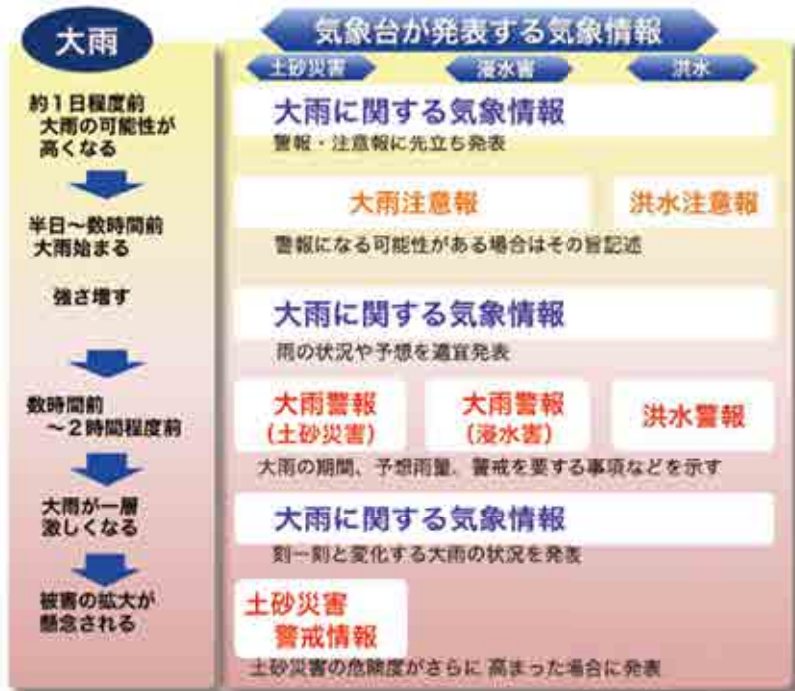 大雨
気象台が発表する気象情報
土砂災害
浸水害
洪水
約１日程度前
大雨の可能性が
高くなる
大雨に関する気象情報
警報・注意報に先立ち発表
半日～数時間前
大雨始まる
大雨注意報
洪水注意報
警報になる可能性がある場合はその旨記述
強さ増す
大雨に関する気象情報
雨の状況や予想を適宜発表
数時間前
～２時間程度前
大雨警報
（土砂災害）
大雨警報
（浸水害）
洪水警報
大雨の期間、予想雨量、警戒を要する事項などを示す
大雨が一層
激しくなる
大雨に関する気象情報
刻一刻と変化する大雨の状況を発表
被害の拡大が
懸念される
土砂災害
警戒情報
土砂災害の危険度がさらに 高まった場合に発表